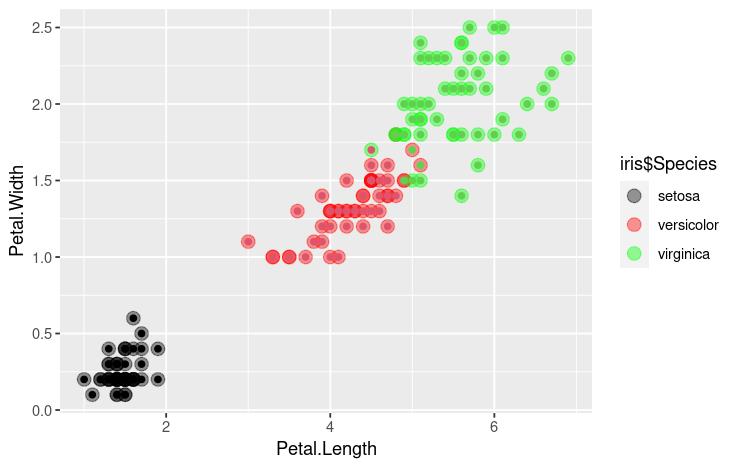 2.5
2.0
1.5
1.0
0.5
0.0
Petal.Width
2
4
6
Petal.Length
iris$Species
setosa
versicolor
virginica